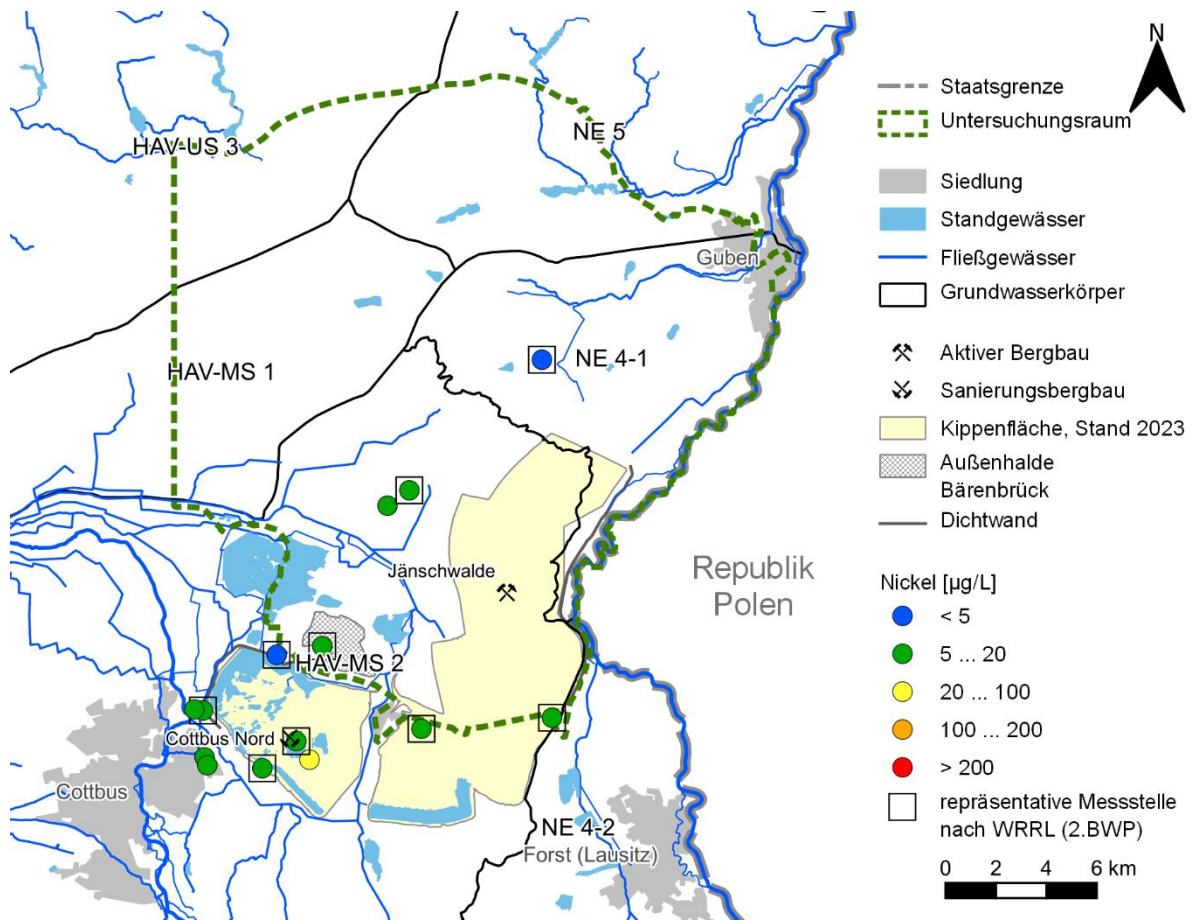 HAV-US 3
NE 5
Guben
HAV-MS 1
NE 4-1
Jänschwalde
Republik
Polen
HAV-MS 2
Cottbus Nord
Cottbus
NE 4-2
Forst (Lausitz)
N
Staatsgrenze
Untersuchungsraum
Siedlung
Standgewässer
Fließgewässer
Grundwasserkörper
Aktiver Bergbau
Sanierungsbergbau
Kippenfläche, Stand 2023
Außenhalde
Bärenbrück
Dichtwand
Nickel [µg/L]
< 5
5 ... 20
20 ... 100
100 ... 200
> 200
repräsentative Messstelle
nach WRRL (2.BWP)
0 2 4 6 km